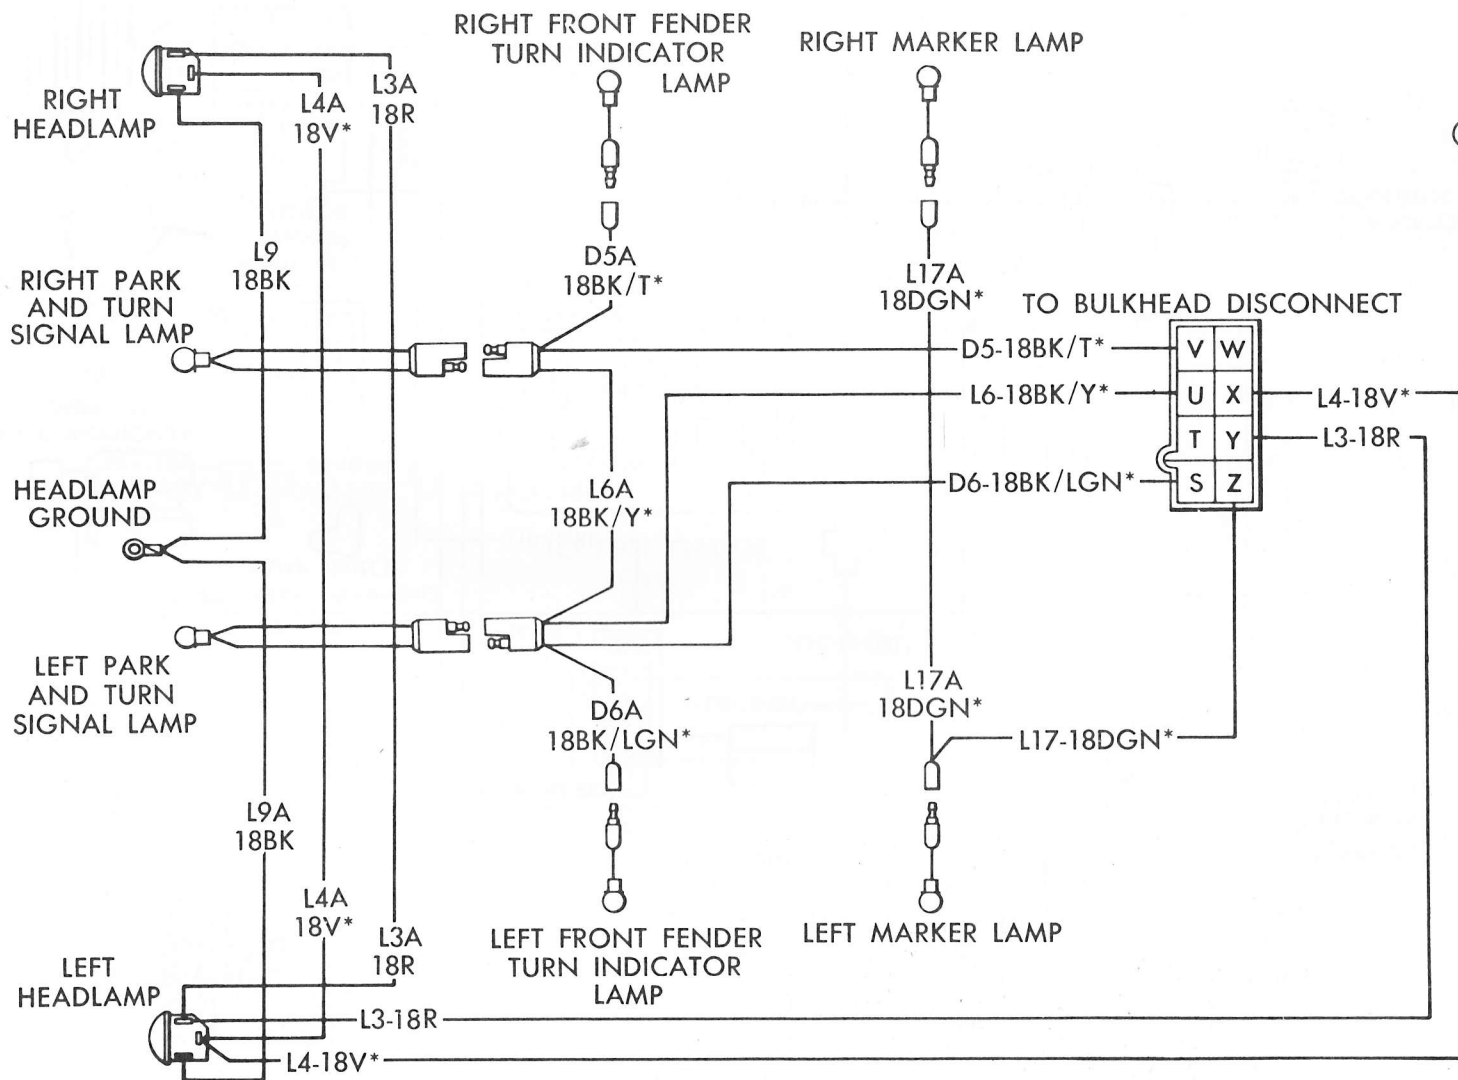 RIGHT FRONT FENDER
TURN INDICATOR
LAMP
RIGHT MARKER LAMP
RIGHT
HEADLAMP
L4A
18V*
L3A
18R
L9
18BK
D5A
18BK/T*
L17A
18DGN*
RIGHT PARK
AND TURN
SIGNAL LAMP
TO BULKHEAD DISCONNECT
D5-18BK/T*
V W
L6-18BK/Y*
U X
L4-18V*
T Y
L3-18R
D6-18BK/LGN*
S Z
HEADLAMP
GROUND
L6A
18BK/Y*
LEFT PARK
AND TURN
SIGNAL LAMP
D6A
18BK/LGN*
L17A
18DGN*
L17-18DGN*
L9A
18BK
L4A
18V*
L3A
18R
LEFT FRONT FENDER
TURN INDICATOR
LAMP
LEFT MARKER LAMP
LEFT
HEADLAMP
L3-18R
L4-18V*